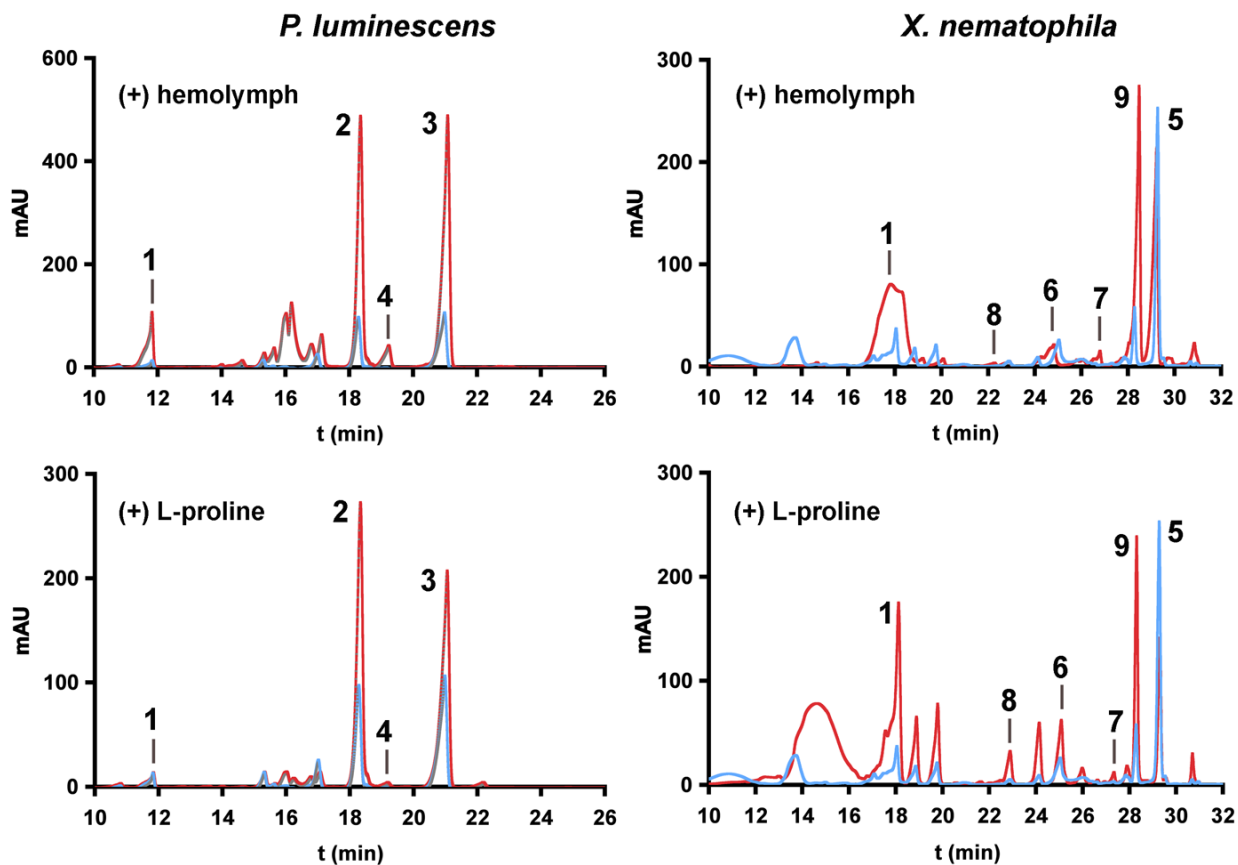 P. luminescens
X. nematophila
600
400
200
0
mAU
(+) hemolymph
1
2
3
4
10 12 14 16 18 20 21 22 24 26
t (min)
300
200
100
0
mAU
(+) hemolymph
1
8
6
7
9
5
10 12 14 16 18 20 22 24 26 28 30 32
t (min)
300
200
100
0
mAU
(+) L-proline
1
2
3
4
10 12 14 16 18 20 21 22 24 26
t (min)
300
200
100
0
mAU
(+) L-proline
1
8
6
7
9
5
10 12 14 16 18 20 22 24 26 28 30 32
t (min)